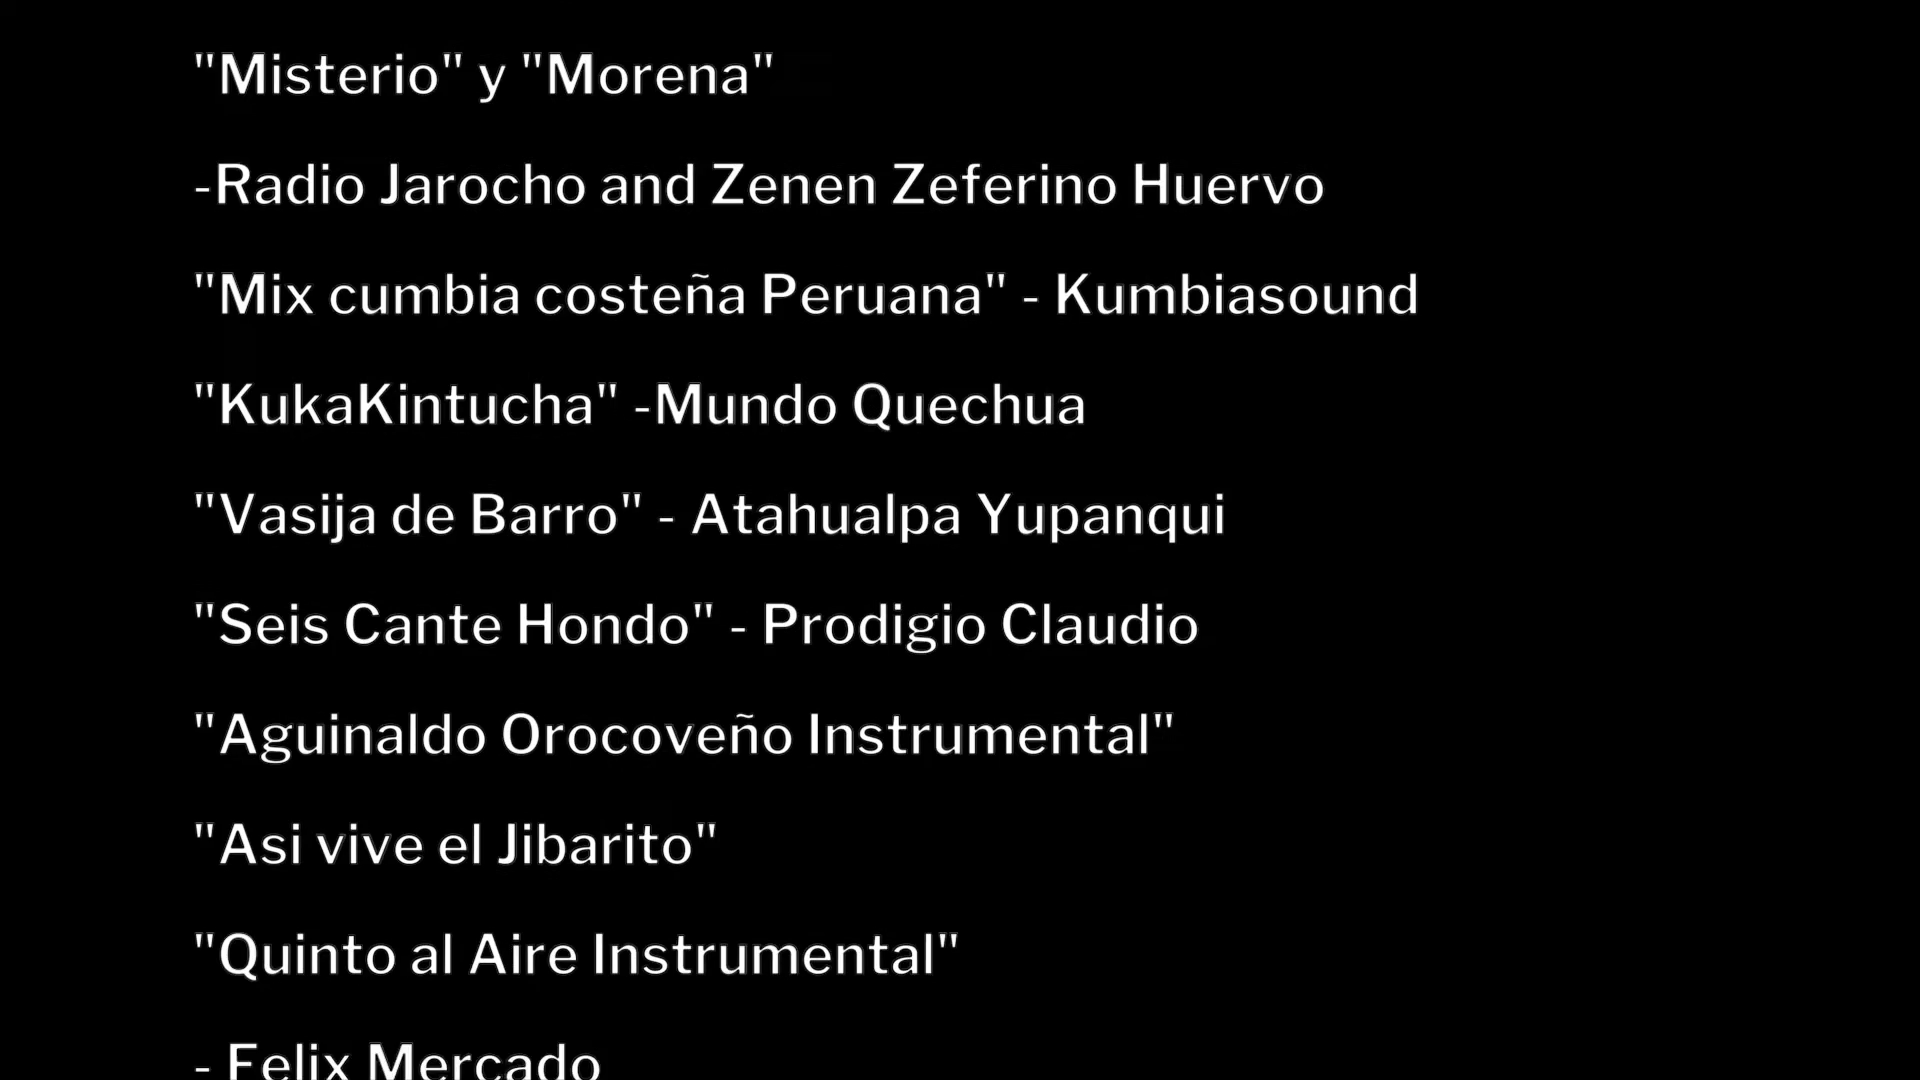 "Misterio" y "Morena"
-Radio Jarocho and Zenen Zeferino Huervo
"Mix cumbia costeña Peruana" - Kumbiasound
"KukaKintucha" -Mundo Quechua
"Vasija de Barro" - Atahualpa Yupanqui
"Seis Cante Hondo" - Prodigio Claudio
"Aguinaldo Orocoveño Instrumental"
"Asi vive el Jibarito"
"Quinto al Aire Instrumental"
- Felix Mercado